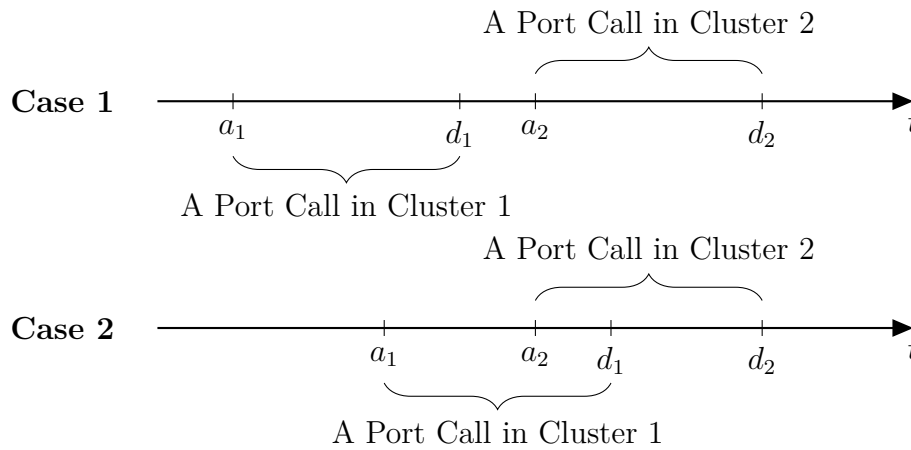 A Port Call in Cluster 2
Case 1
a₁ d₁ a₂ d₂ t
A Port Call in Cluster 1
A Port Call in Cluster 2
Case 2
a₁ a₂ d₁ d₂ t
A Port Call in Cluster 1